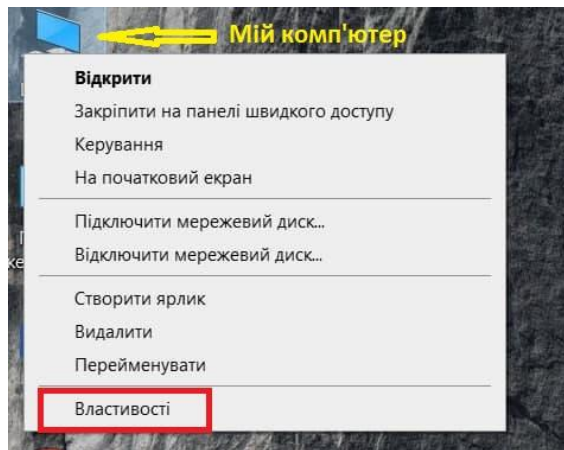 Мій комп'ютер
Відкрити
Закріпити на панелі швидкого доступу
Керування
На початковий екран
Підключити мережевий диск...
Відключити мережевий диск...
Створити ярлик
Видалити
Перейменувати
Властивості